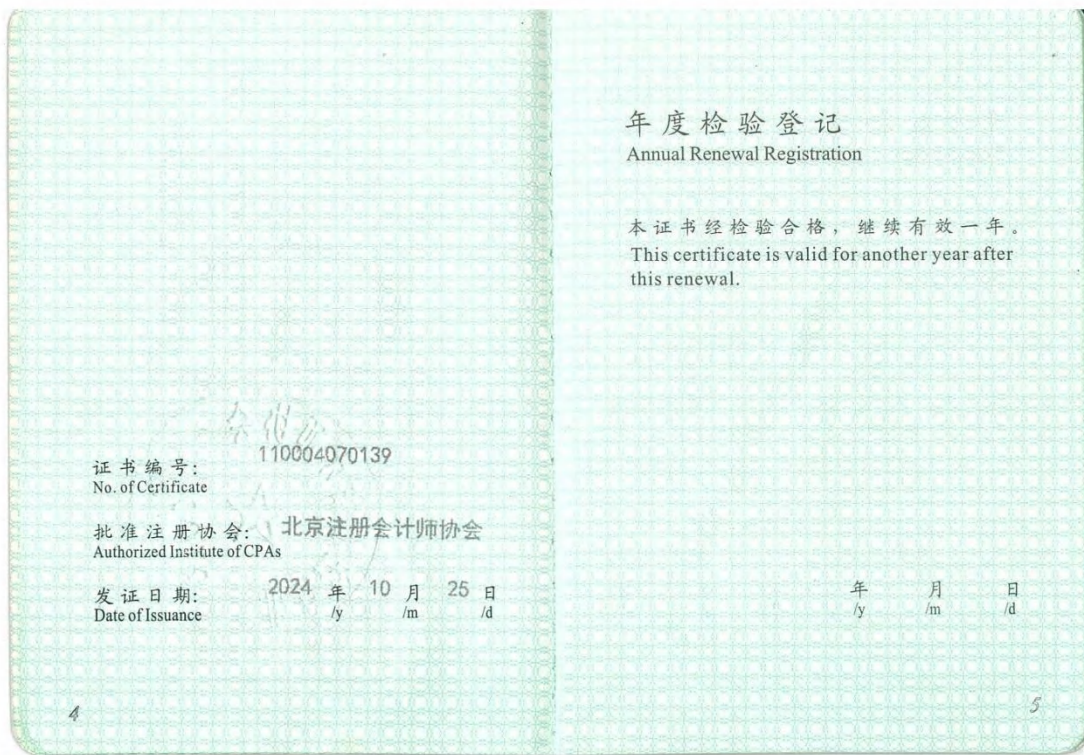 110004070139
证书编号:
No. of Certificate
批准注册协会: 北京注册会计师协会
Authorized Institute of CPAs
发证日期: 2024 年 10 月 25 日
Date of Issuance /y /m /d
4
年度检验登记
Annual Renewal Registration
本证书经检验合格，继续有效一年。
This certificate is valid for another year after
this renewal.
年 月 日
/y /m /d
5